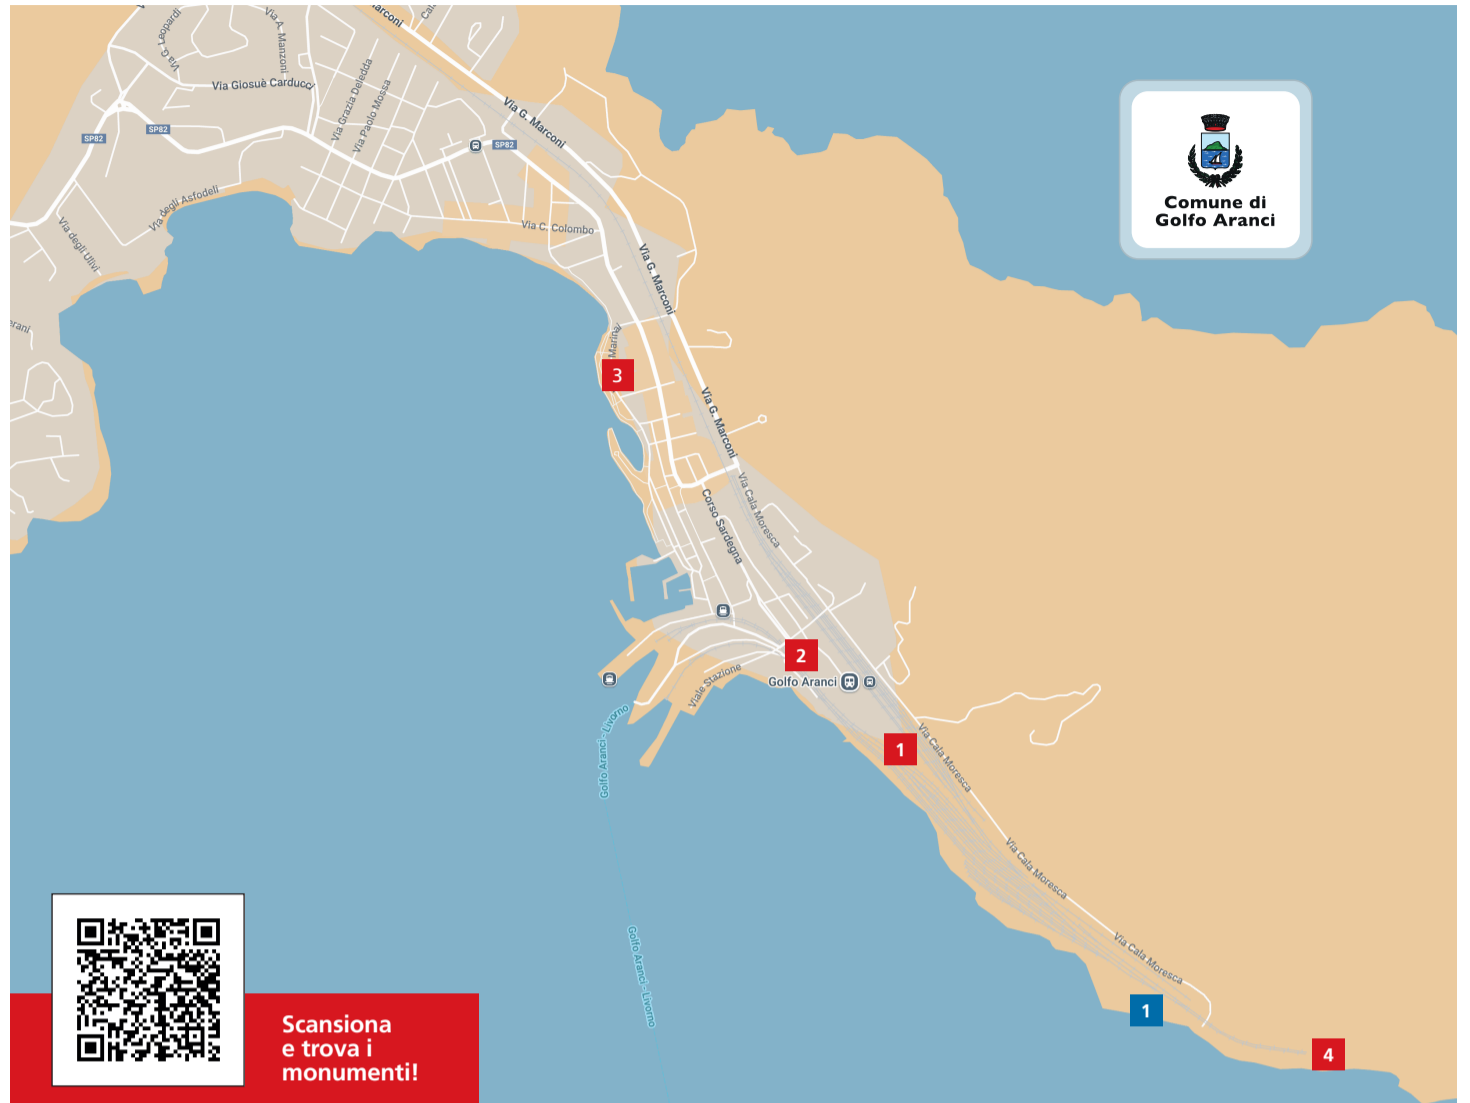 Marconi
Via G. Leopardi
Via A. Manzoni
Via Giosuè Carducci
Via Grazia Deledda
Via Paolo Mossa
Via G. Marconi
SP82
SP82
SP82
Via degli Asfodeli
Via degli Ulivi
Via C. Colombo
Via G. Marconi
Marina
3
Via G. Marconi
Comune di
Golfo Aranci
Corso Sardegna
Via Cala Moresca
2
Golfo Aranci
Viale Stazione
Golfo Aranci - Livorno
1
Via Cala Moresca
Via Cala Moresca
Golfo Aranci - Livorno
Via Cala Moresca
1
4
Scansiona
e trova i
monumenti!